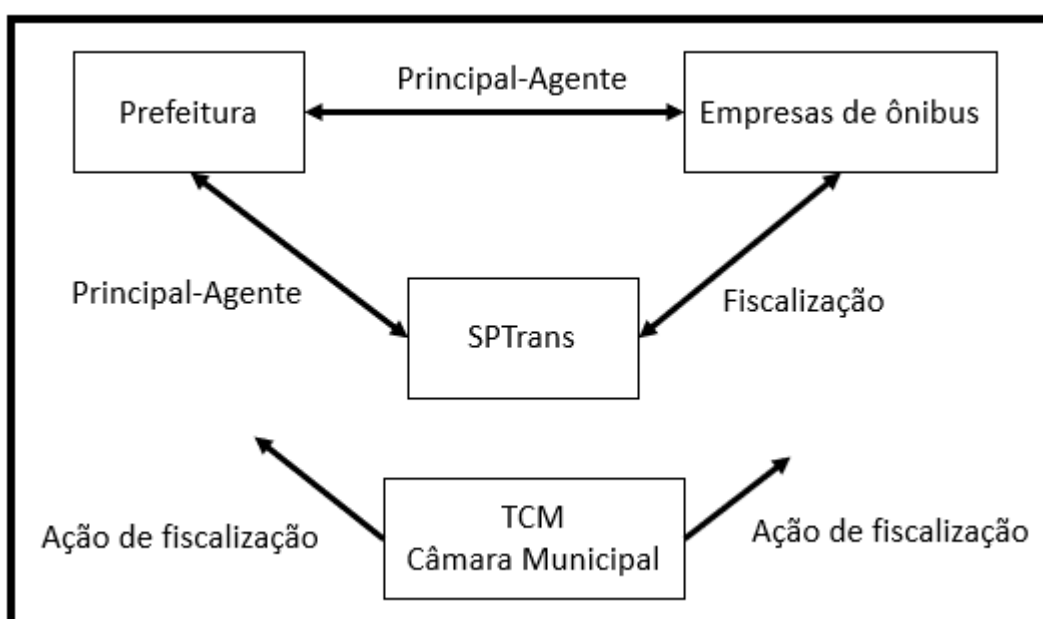 Principal-Agente
Prefeitura
Empresas de ônibus
Principal-Agente
Fiscalização
SPTrans
TCM
Câmara Municipal
Ação de fiscalização
Ação de fiscalização